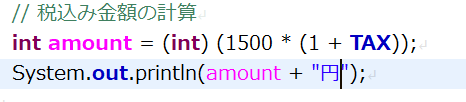 // 税込み金額の計算
int amount = (int) (1500 * (1 + TAX));
System.out.println(amount + "円");